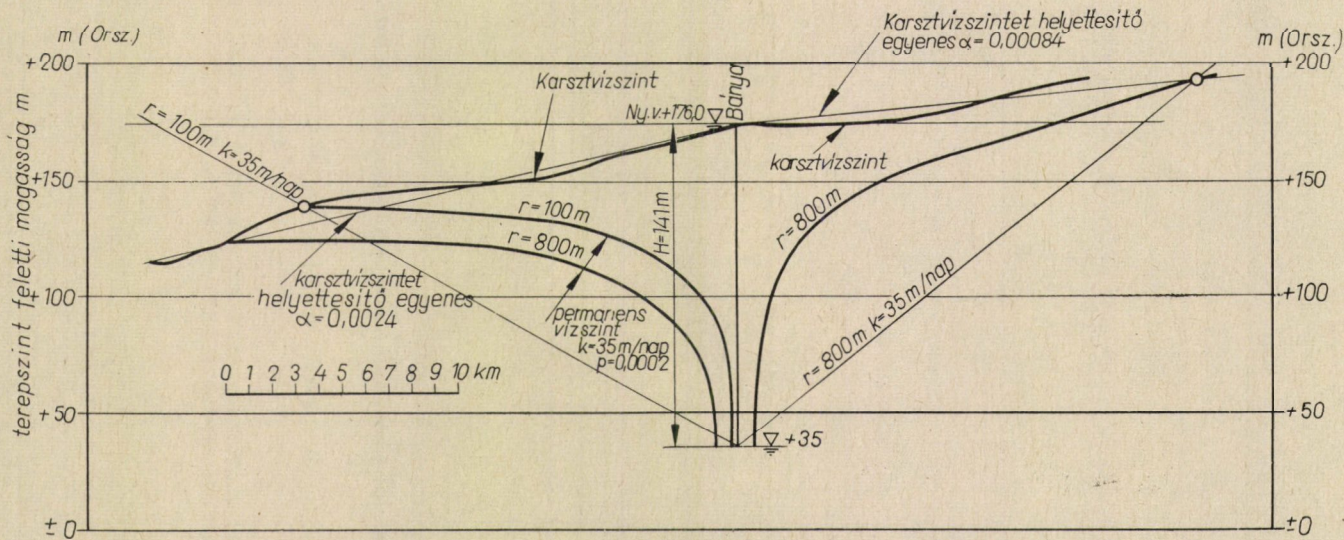 m (Orsz.)
+200
+150
+100
+50
±0
terepszint feletti magasság m
r=100m k=35m/nap
Karsztvízszint
Ny.v.+176,0
Bánya
Karsztvízszintet helyettesitő
egyenes α=0,00084
m (Orsz.)
+200
+150
+100
+50
±0
karsztvízszint
r=100m
r=800m
H=141m
r=800m
r=800m k=35m/nap
karsztvízszintet
helyettesitő egyenes
α=0,0024
permariens
vízszint
k=35m/nap
p=0,0002
0 1 2 3 4 5 6 7 8 9 10 km
+35